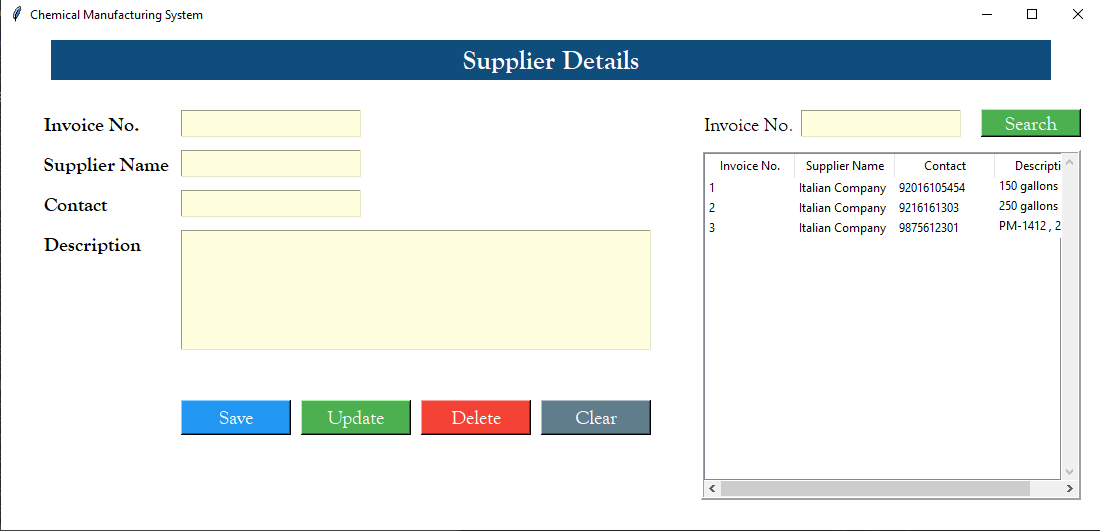 Chemical Manufacturing System
Supplier Details
Invoice No.
Supplier Name
Contact
Description
Save Update Delete Clear
Invoice No. Search
Invoice No. Supplier Name Contact Descripti
1 Italian Company 92016105454 150 gallons
2 Italian Company 9216161303 250 gallons
3 Italian Company 9875612301 PM-1412 , 2